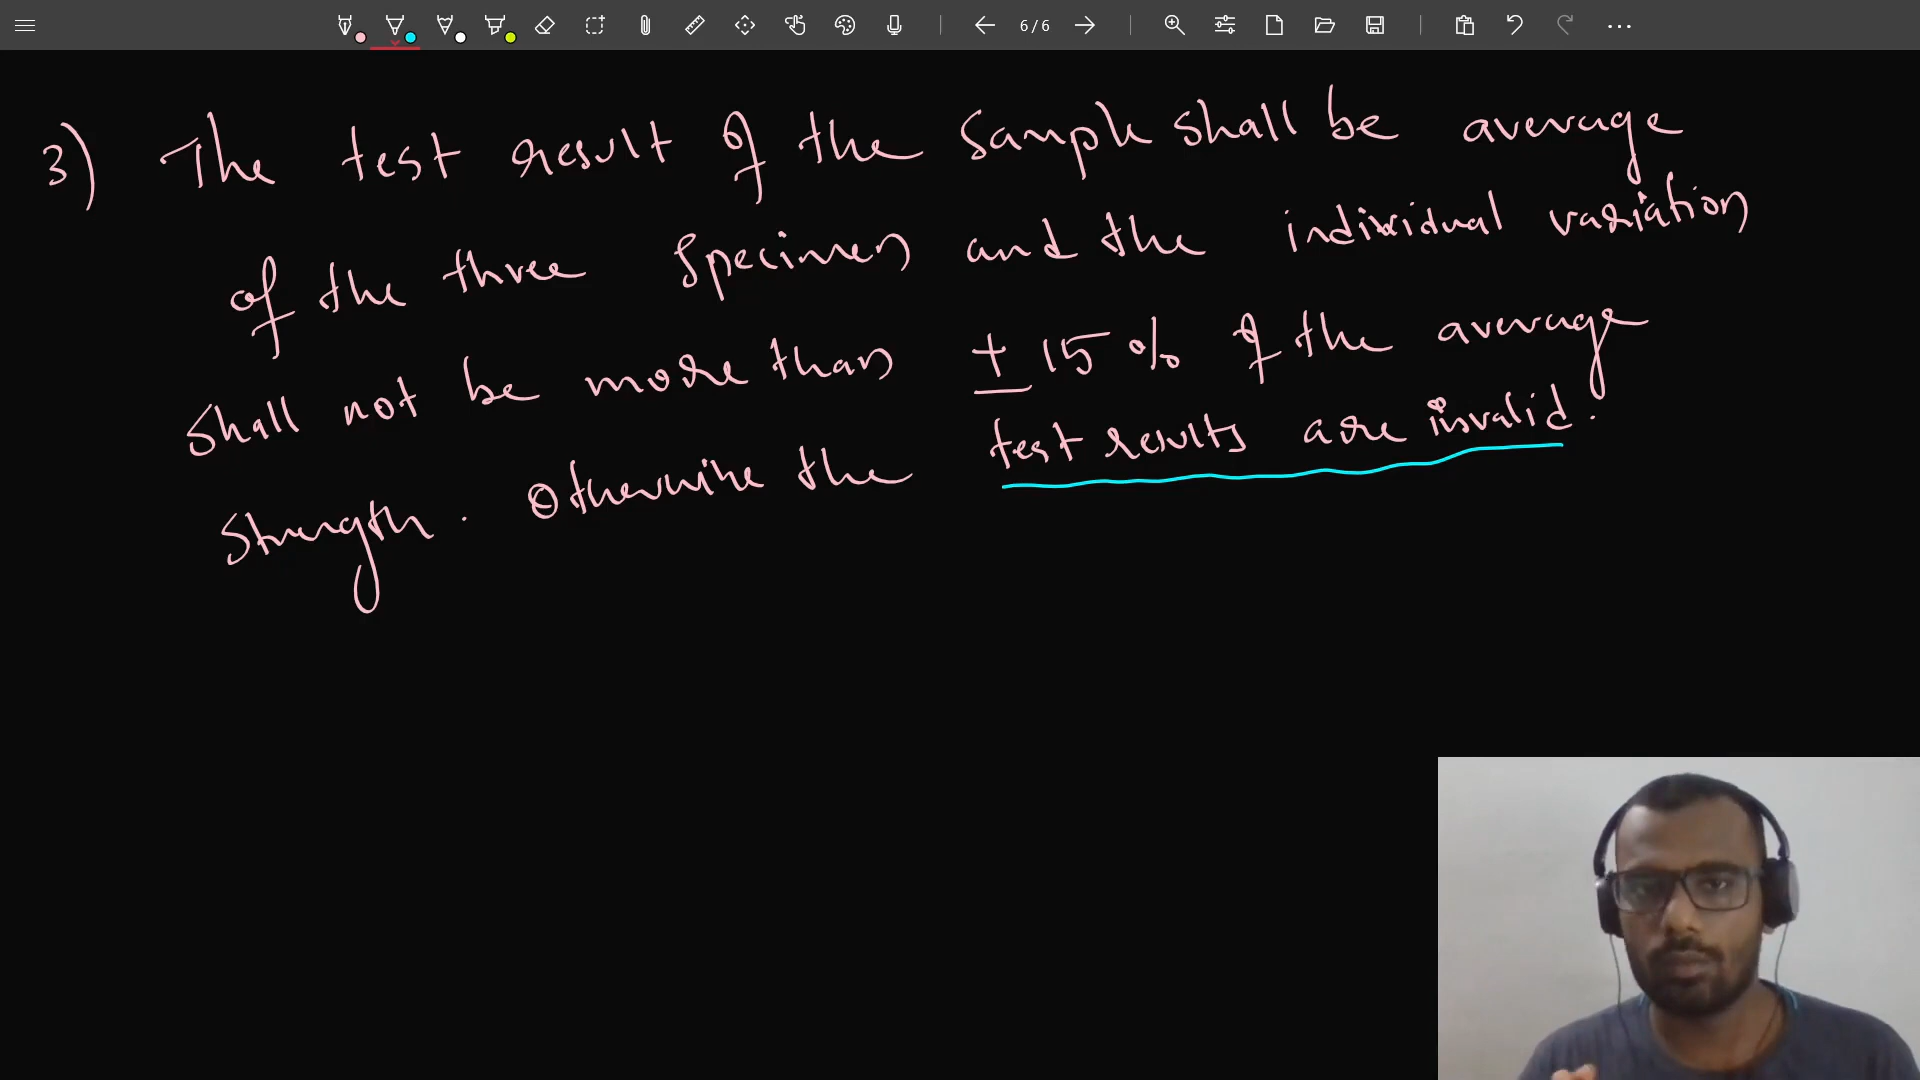 6/6
3) The test result of the sample shall be average
of the three specimen and the individual variation
shall not be more than ± 15% of the average
strength. Otherwise the test results are invalid.